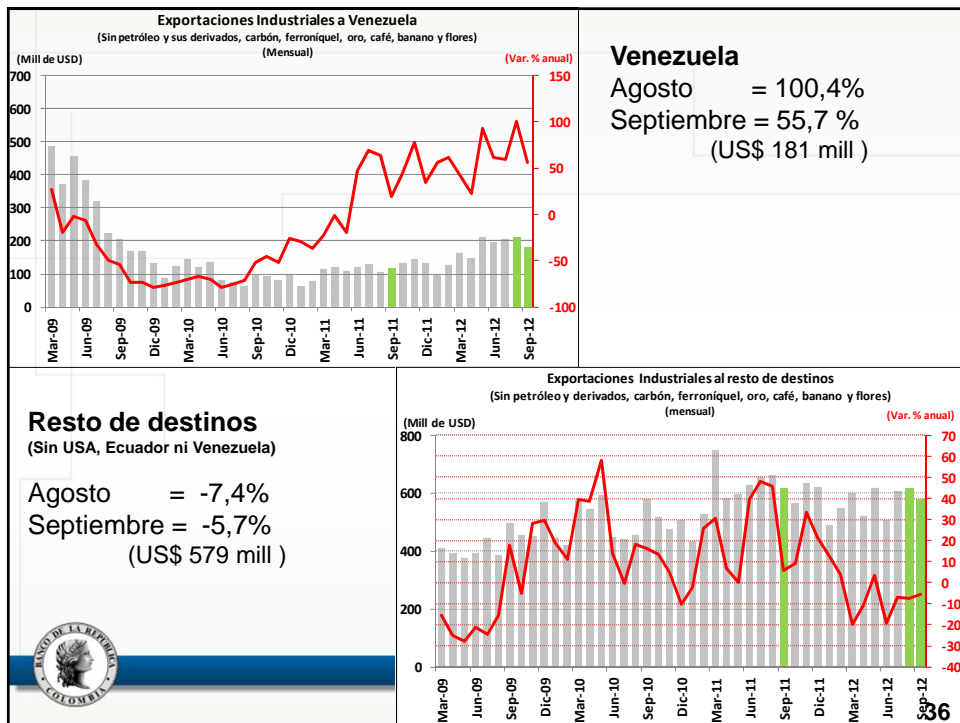 Exportaciones Industriales a Venezuela
(Sin petróleo y sus derivados, carbón, ferroníquel, oro, café, banano y flores)
(Mensual)
(Mill de USD)
(Var. % anual)
700
600
500
400
300
200
100
0
150
100
50
0
-50
-100
Mar-09
Jun-09
Sep-09
Dic-09
Mar-10
Jun-10
Sep-10
Dic-10
Mar-11
Jun-11
Sep-11
Dic-11
Mar-12
Jun-12
Sep-12
Venezuela
Agosto = 100,4%
Septiembre = 55,7 %
(US$ 181 mill )
Resto de destinos
(Sin USA, Ecuador ni Venezuela)
Agosto = -7,4%
Septiembre = -5,7%
(US$ 579 mill )
BANCO DE LA REPÚBLICA
COLOMBIA
Exportaciones Industriales al resto de destinos
(Sin petróleo y derivados, carbón, ferroníquel, oro, café, banano y flores)
(mensual)
(Mill de USD)
(Var. % anual)
800
600
400
200
0
70
60
50
40
30
20
10
0
-10
-20
-30
-40
Mar-09
Jun-09
Sep-09
Dic-09
Mar-10
Jun-10
Sep-10
Dic-10
Mar-11
Jun-11
Sep-11
Dic-11
Mar-12
Jun-12
Sep-12
36